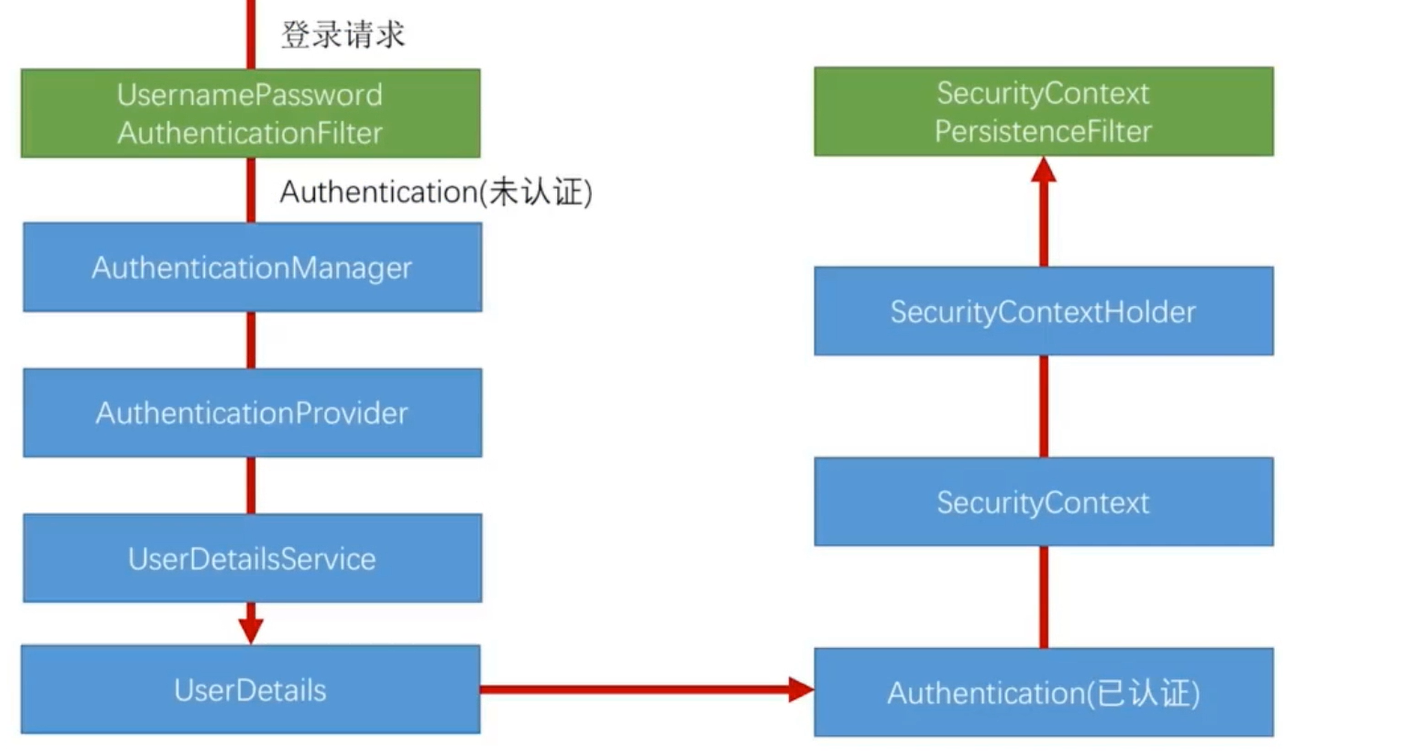 登录请求
UsernamePassword
AuthenticationFilter
Authentication(未认证)
AuthenticationManager
AuthenticationProvider
UserDetailsService
UserDetails
SecurityContext
PersistenceFilter
SecurityContextHolder
SecurityContext
Authentication(已认证)